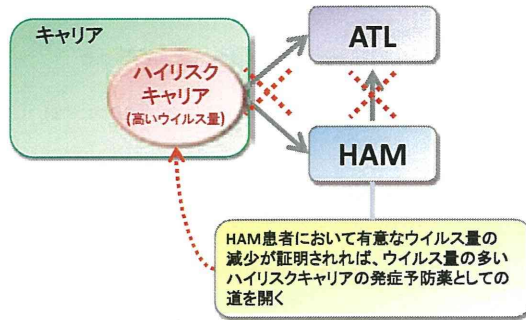 キャリア
ATL
ハイリスク
キャリア
(高いウイルス量)
HAM
HAM患者において有意なウイルス量の
減少が証明されれば、ウイルス量の多い
ハイリスクキャリアの発症予防薬としての
道を開く